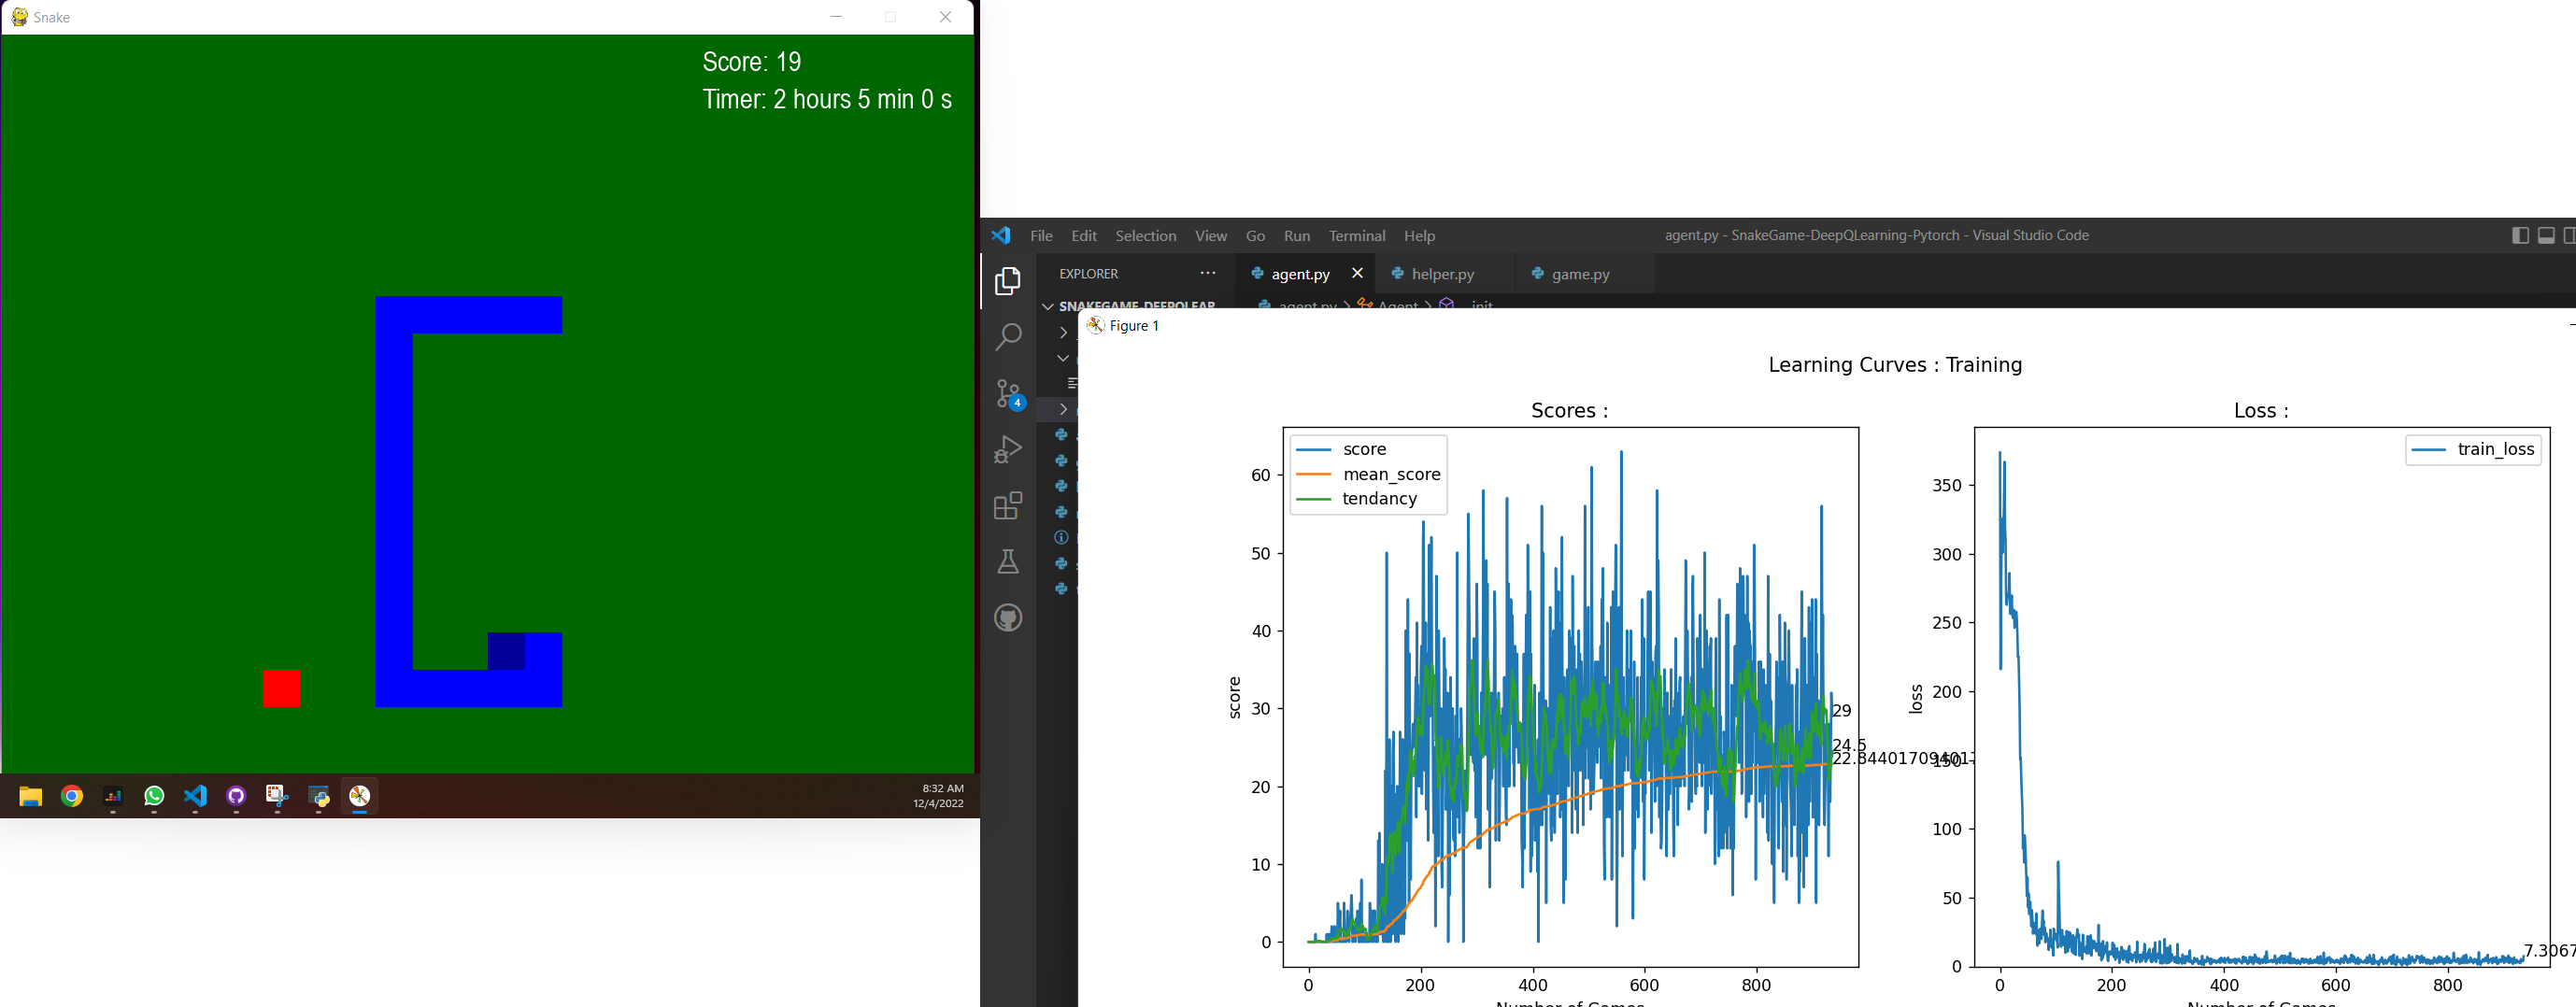 Snake
Score: 19
Timer: 2 hours 5 min 0 s
8:32 AM
12/4/2022
File Edit Selection View Go Run Terminal Help
agent.py - SnakeGame-DeepQLearning-Pytorch - Visual Studio Code
EXPLORER
agent.py
helper.py
game.py
SNAKEGAME-DEEPQLEAR
agent.py > Agent > __init
4
Figure 1
Learning Curves : Training
Scores :
score
mean_score
tendancy
60
50
40
30
20
10
0
score
29
24.5
22.844017094017
0 200 400 600 800
Number of Games
Loss :
train_loss
350
300
250
200
150
100
50
0
loss
7.3067
0 200 400 600 800
Number of Games